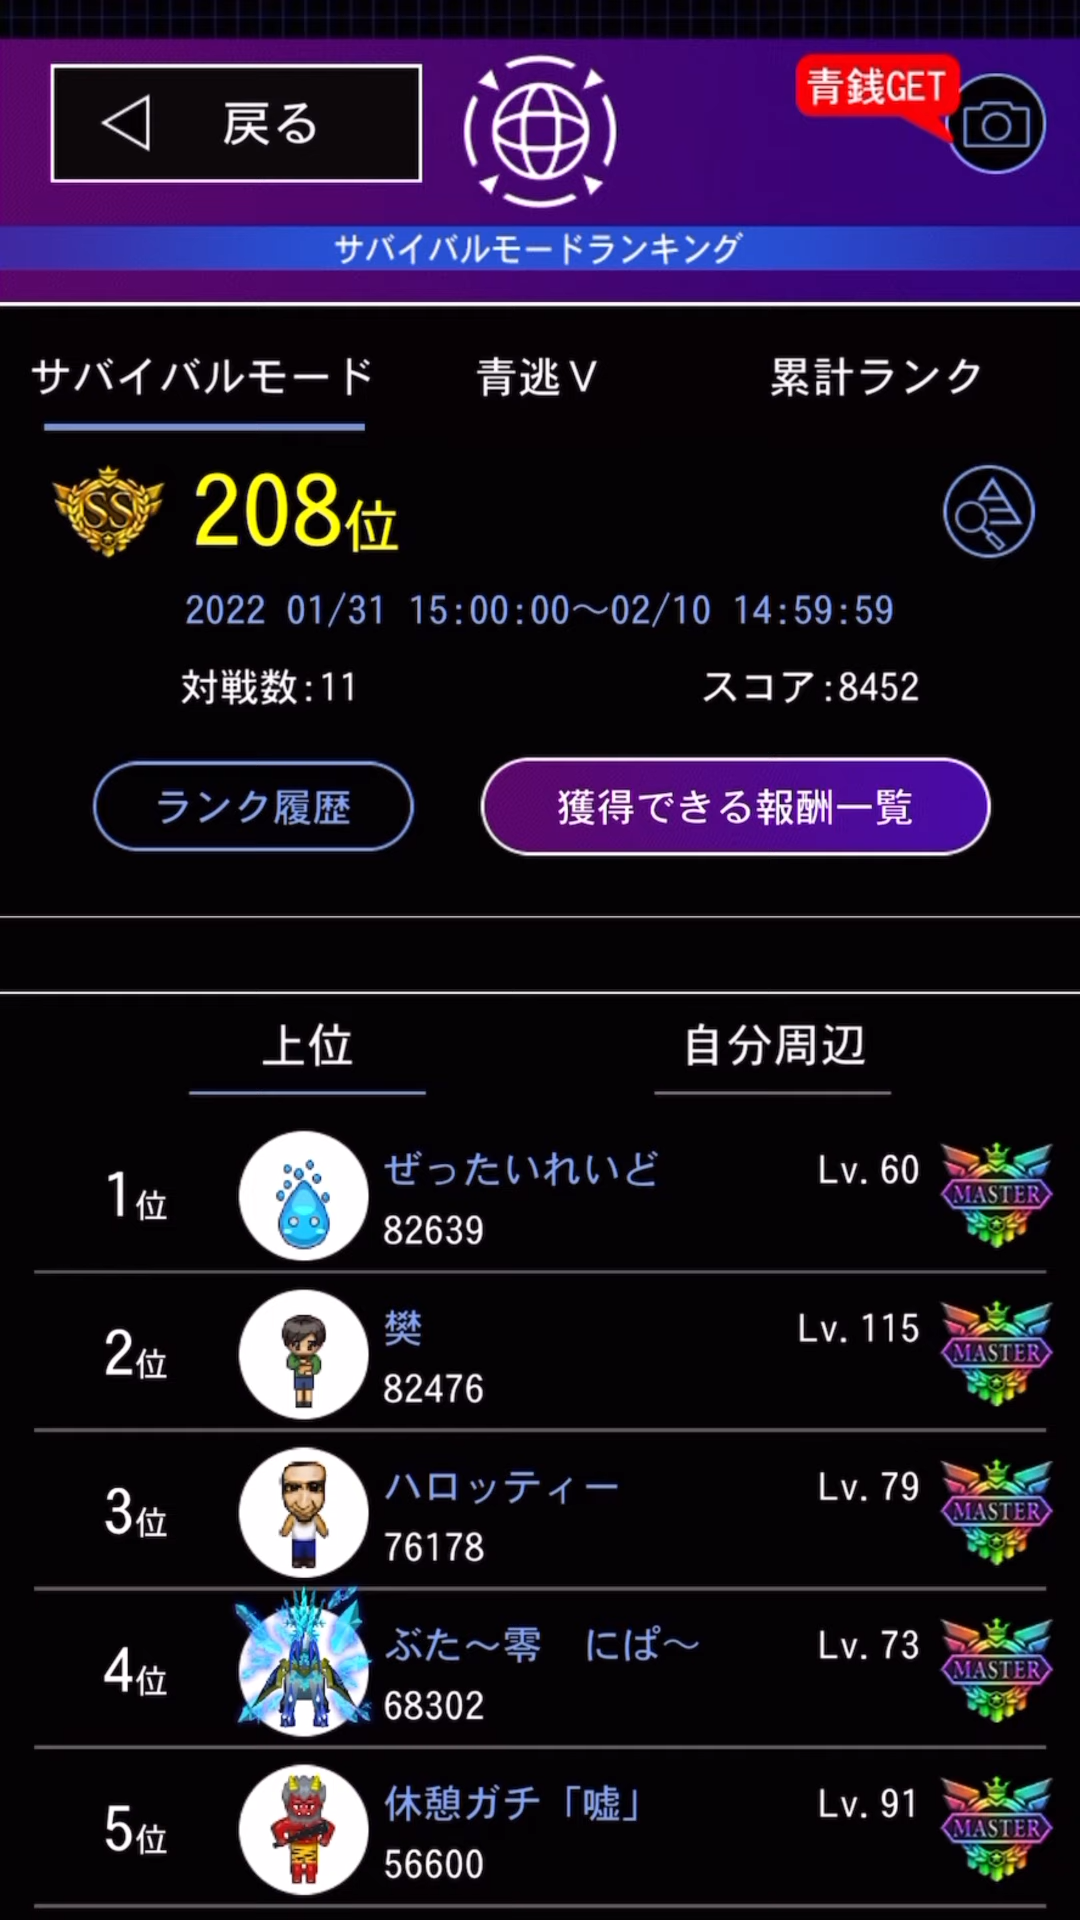 戻る
青銭GET
サバイバルモードランキング
サバイバルモード 青逃V 累計ランク
SS 208位
2022 01/31 15:00:00～02/10 14:59:59
対戦数:11 スコア:8452
ランク履歴 獲得できる報酬一覧
上位 自分周辺
1位 ぜったいれいど Lv. 60 MASTER
82639
2位 樊 Lv. 115 MASTER
82476
3位 ハロッティー Lv. 79 MASTER
76178
4位 ぶた～零　にぱ～ Lv. 73 MASTER
68302
5位 休憩ガチ「嘘」 Lv. 91 MASTER
56600